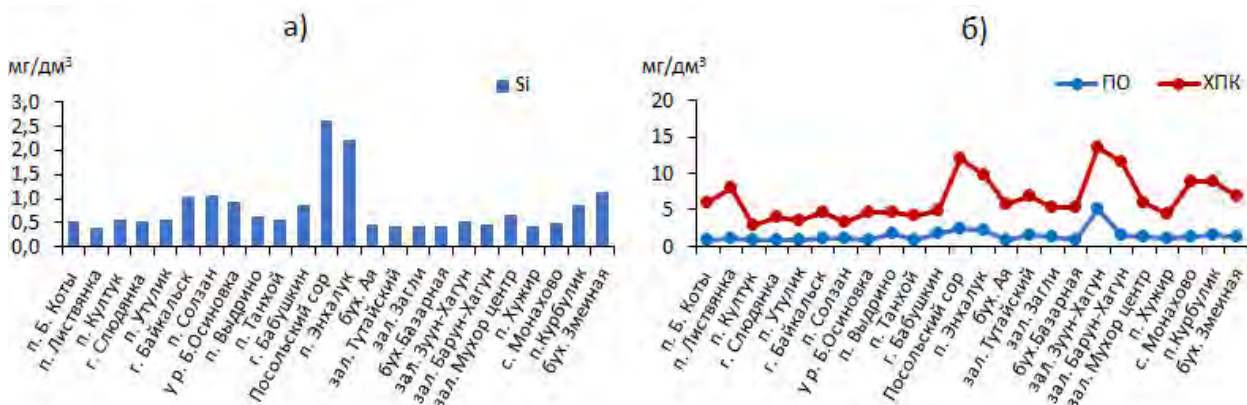 а)
мг/дм³
Si
3,0
2,5
2,0
1,5
1,0
0,5
0,0
п. Б. Коты
п. Листвянка
п. Култук
г. Слюдянка
п. Утулик
г. Байкальск
п. Солзан
у р. Б.Осиновка
п. Выдрино
п. Танхой
г. Бабушкин
Посольский сор
п. Энхалук
бух. Ая
зал. Тутайский
зал. Загли
бух.Базарная
зал. Зуун-Хагун
зал. Барун-Хагун
зал. Мухор центр
п. Хужир
с. Монахово
п.Курбулик
бух. Змеиная
б)
мг/дм³
ПО
ХПК
20
15
10
5
0
п. Б. Коты
п. Листвянка
п. Култук
г. Слюдянка
п. Утулик
г. Байкальск
п. Солзан
у р. Б.Осиновка
п. Выдрино
п. Танхой
г. Бабушкин
Посольский сор
п. Энхалук
бух. Ая
зал. Тутайский
зал. Загли
бух.Базарная
зал. Зуун-Хагун
зал. Барун-Хагун
зал. Мухор центр
п. Хужир
с. Монахово
п.Курбулик
бух. Змеиная